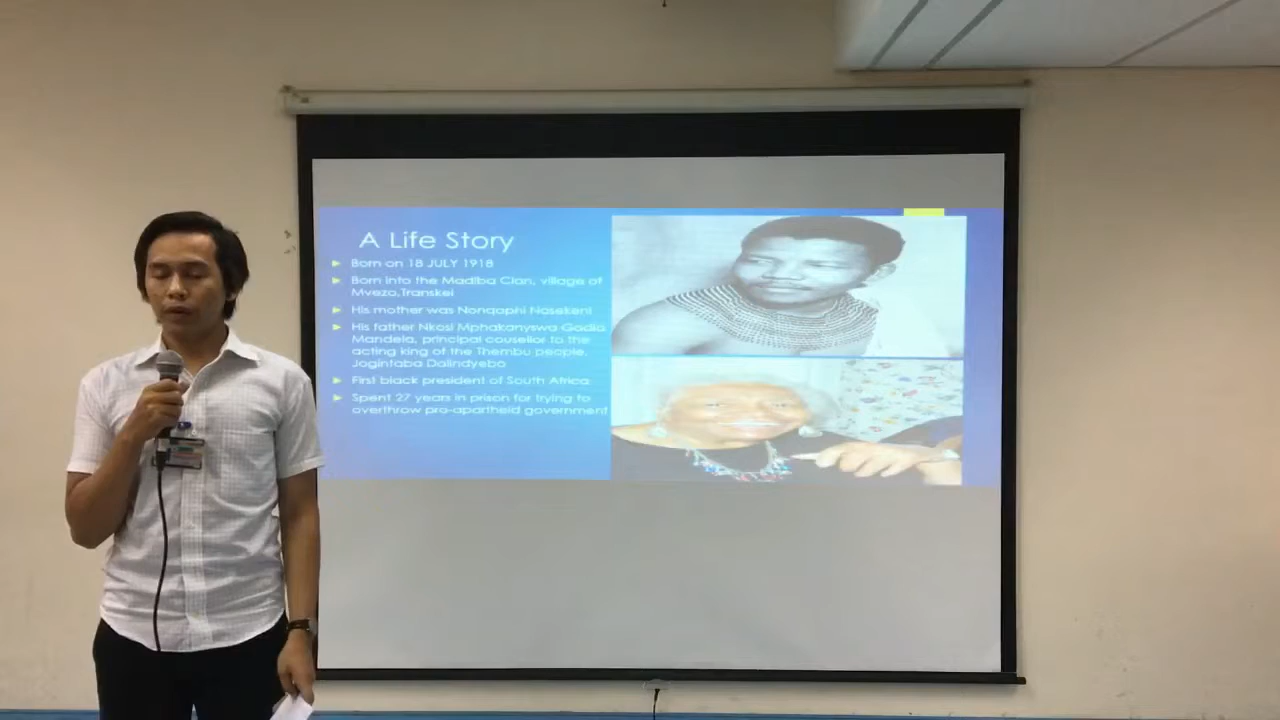 A Life Story
Born on 18 JULY 1918
Born into the Madiba Clan, village of
Mvezo,Transkei
His mother was Nonqaphi Nosekeni
His father Nkosi Mphakanyiswa Gadla
Mandela, principal cousellor to the
acting king of the Thembu people,
Jogintaba Dalindyebo
First black president of South Africa
Spent 27 years in prison for trying to
overthrow pro-apartheid government